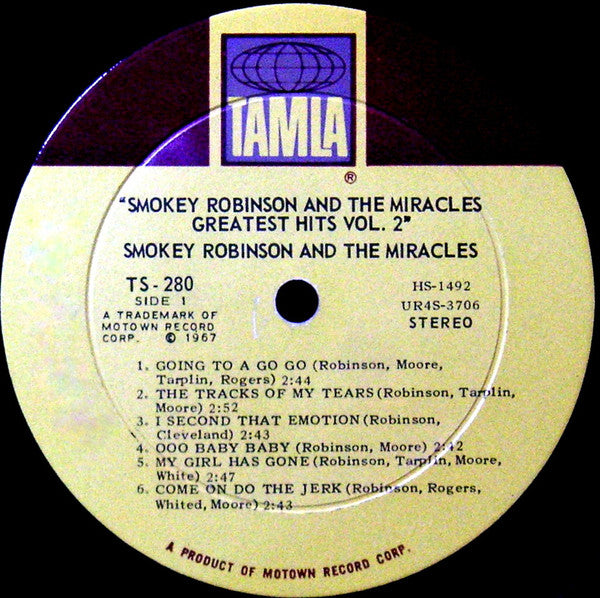 TAMLA
®
"SMOKEY ROBINSON AND THE MIRACLES
GREATEST HITS VOL. 2"
SMOKEY ROBINSON AND THE MIRACLES
TS - 280
SIDE 1
A TRADEMARK OF
MOTOWN RECORD
CORP. © 1967
HS-1492
UR4S-3706
STEREO
1. GOING TO A GO GO (Robinson, Moore,
Tarplin, Rogers) 2:44
2. THE TRACKS OF MY TEARS (Robinson, Tarplin,
Moore) 2:52
3. I SECOND THAT EMOTION (Robinson,
Cleveland) 2:43
4. OOO BABY BABY (Robinson, Moore) 2:42
5. MY GIRL HAS GONE (Robinson, Tarplin, Moore,
White) 2:47
6. COME ON DO THE JERK (Robinson, Rogers,
Whited, Moore) 2:43
A PRODUCT OF MOTOWN RECORD CORP.